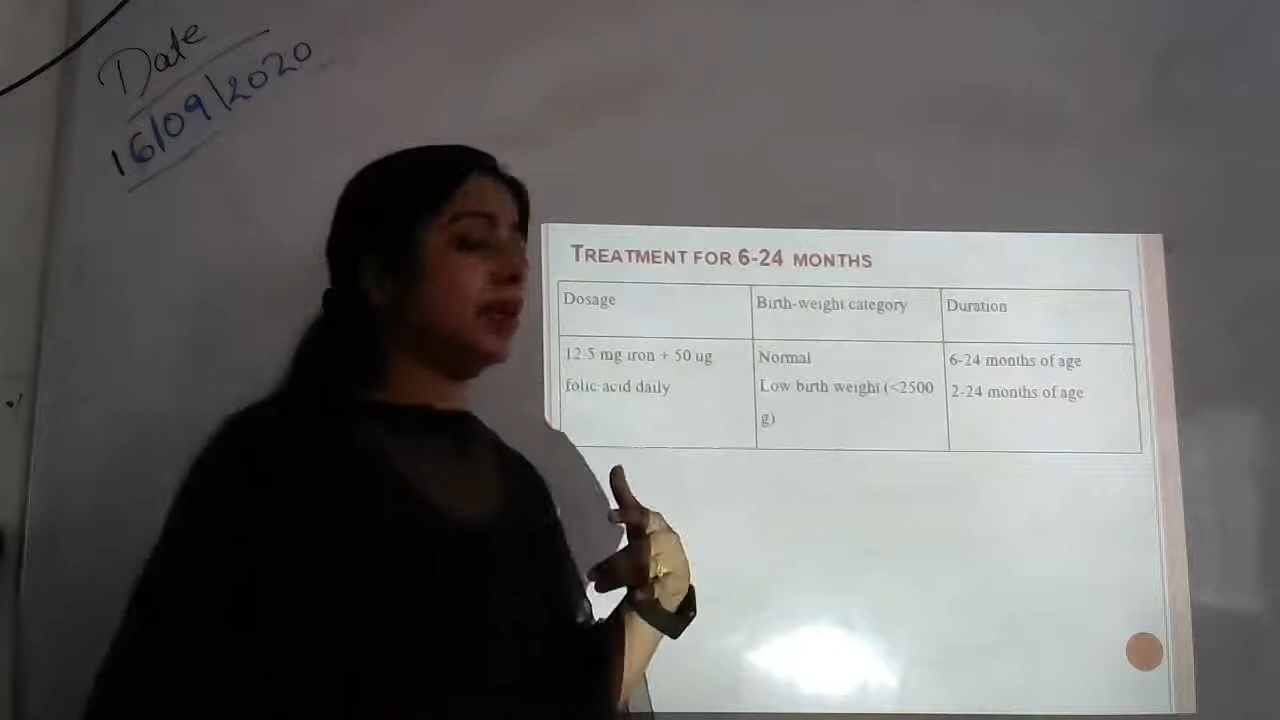 Date
16/09/2020
TREATMENT FOR 6-24 MONTHS
Dosage
Birth-weight category
Duration
12.5 mg iron + 50 ug
folic acid daily
Normal
Low birth weight (<2500
g)
6-24 months of age
2-24 months of age